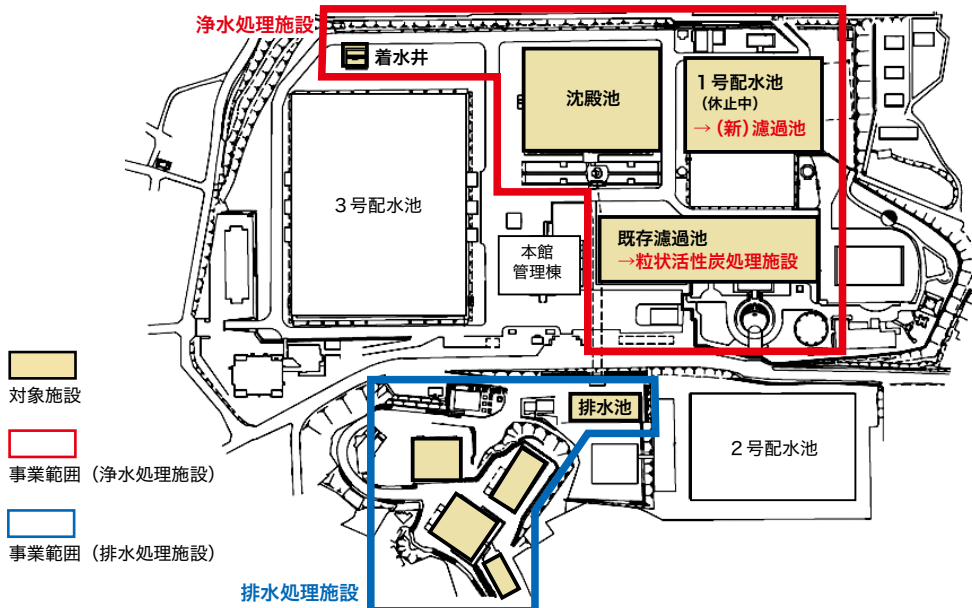 浄水処理施設
着水井
沈殿池
1号配水池
(休止中)
→(新)濾過池
3号配水池
既存濾過池
→粒状活性炭処理施設
本館
管理棟
対象施設
排水池
2号配水池
事業範囲（浄水処理施設）
事業範囲（排水処理施設）
排水処理施設